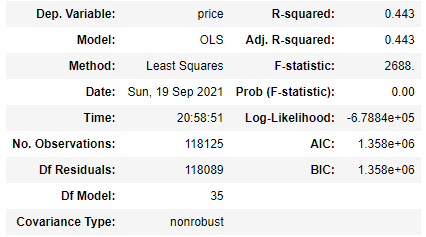 Dep. Variable: price R-squared: 0.443
Model: OLS Adj. R-squared: 0.443
Method: Least Squares F-statistic: 2688.
Date: Sun, 19 Sep 2021 Prob (F-statistic): 0.00
Time: 20:58:51 Log-Likelihood: -6.7884e+05
No. Observations: 118125 AIC: 1.358e+06
Df Residuals: 118089 BIC: 1.358e+06
Df Model: 35
Covariance Type: nonrobust